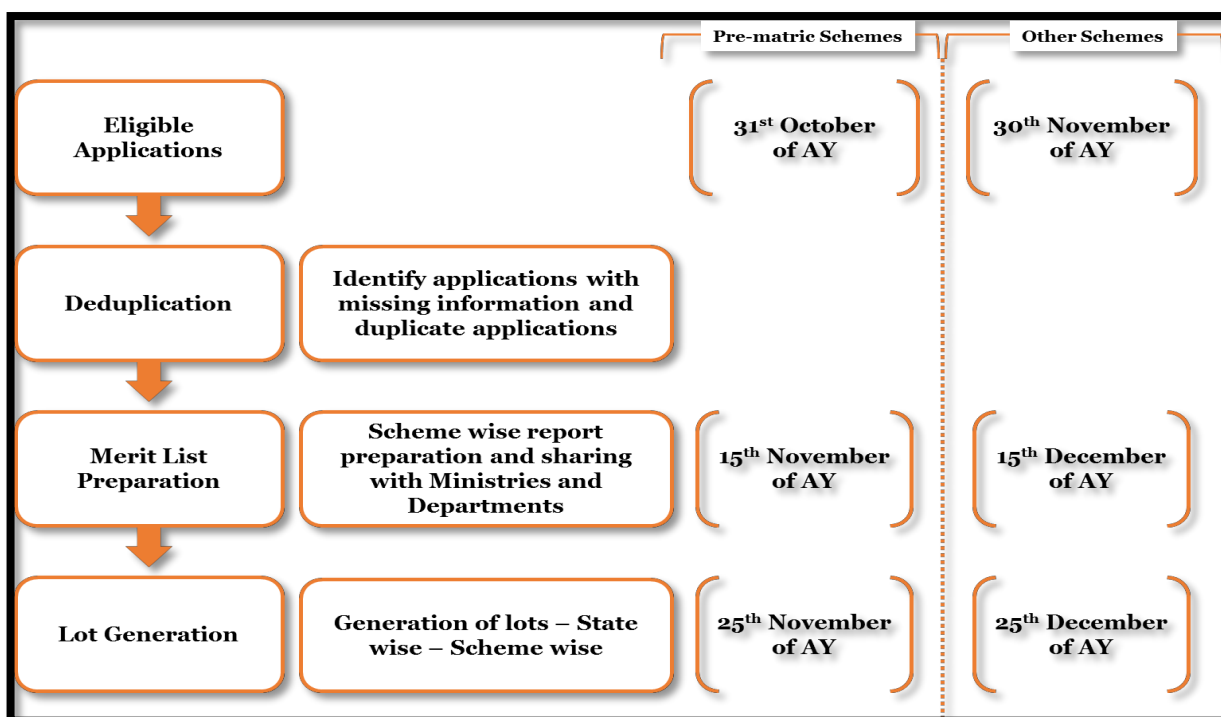 Pre-matric Schemes
Other Schemes
Eligible
Applications
31st October
of AY
30th November
of AY
Deduplication
Identify applications with
missing information and
duplicate applications
Merit List
Preparation
Scheme wise report
preparation and sharing
with Ministries and
Departments
15th November
of AY
15th December
of AY
Lot Generation
Generation of lots – State
wise – Scheme wise
25th November
of AY
25th December
of AY